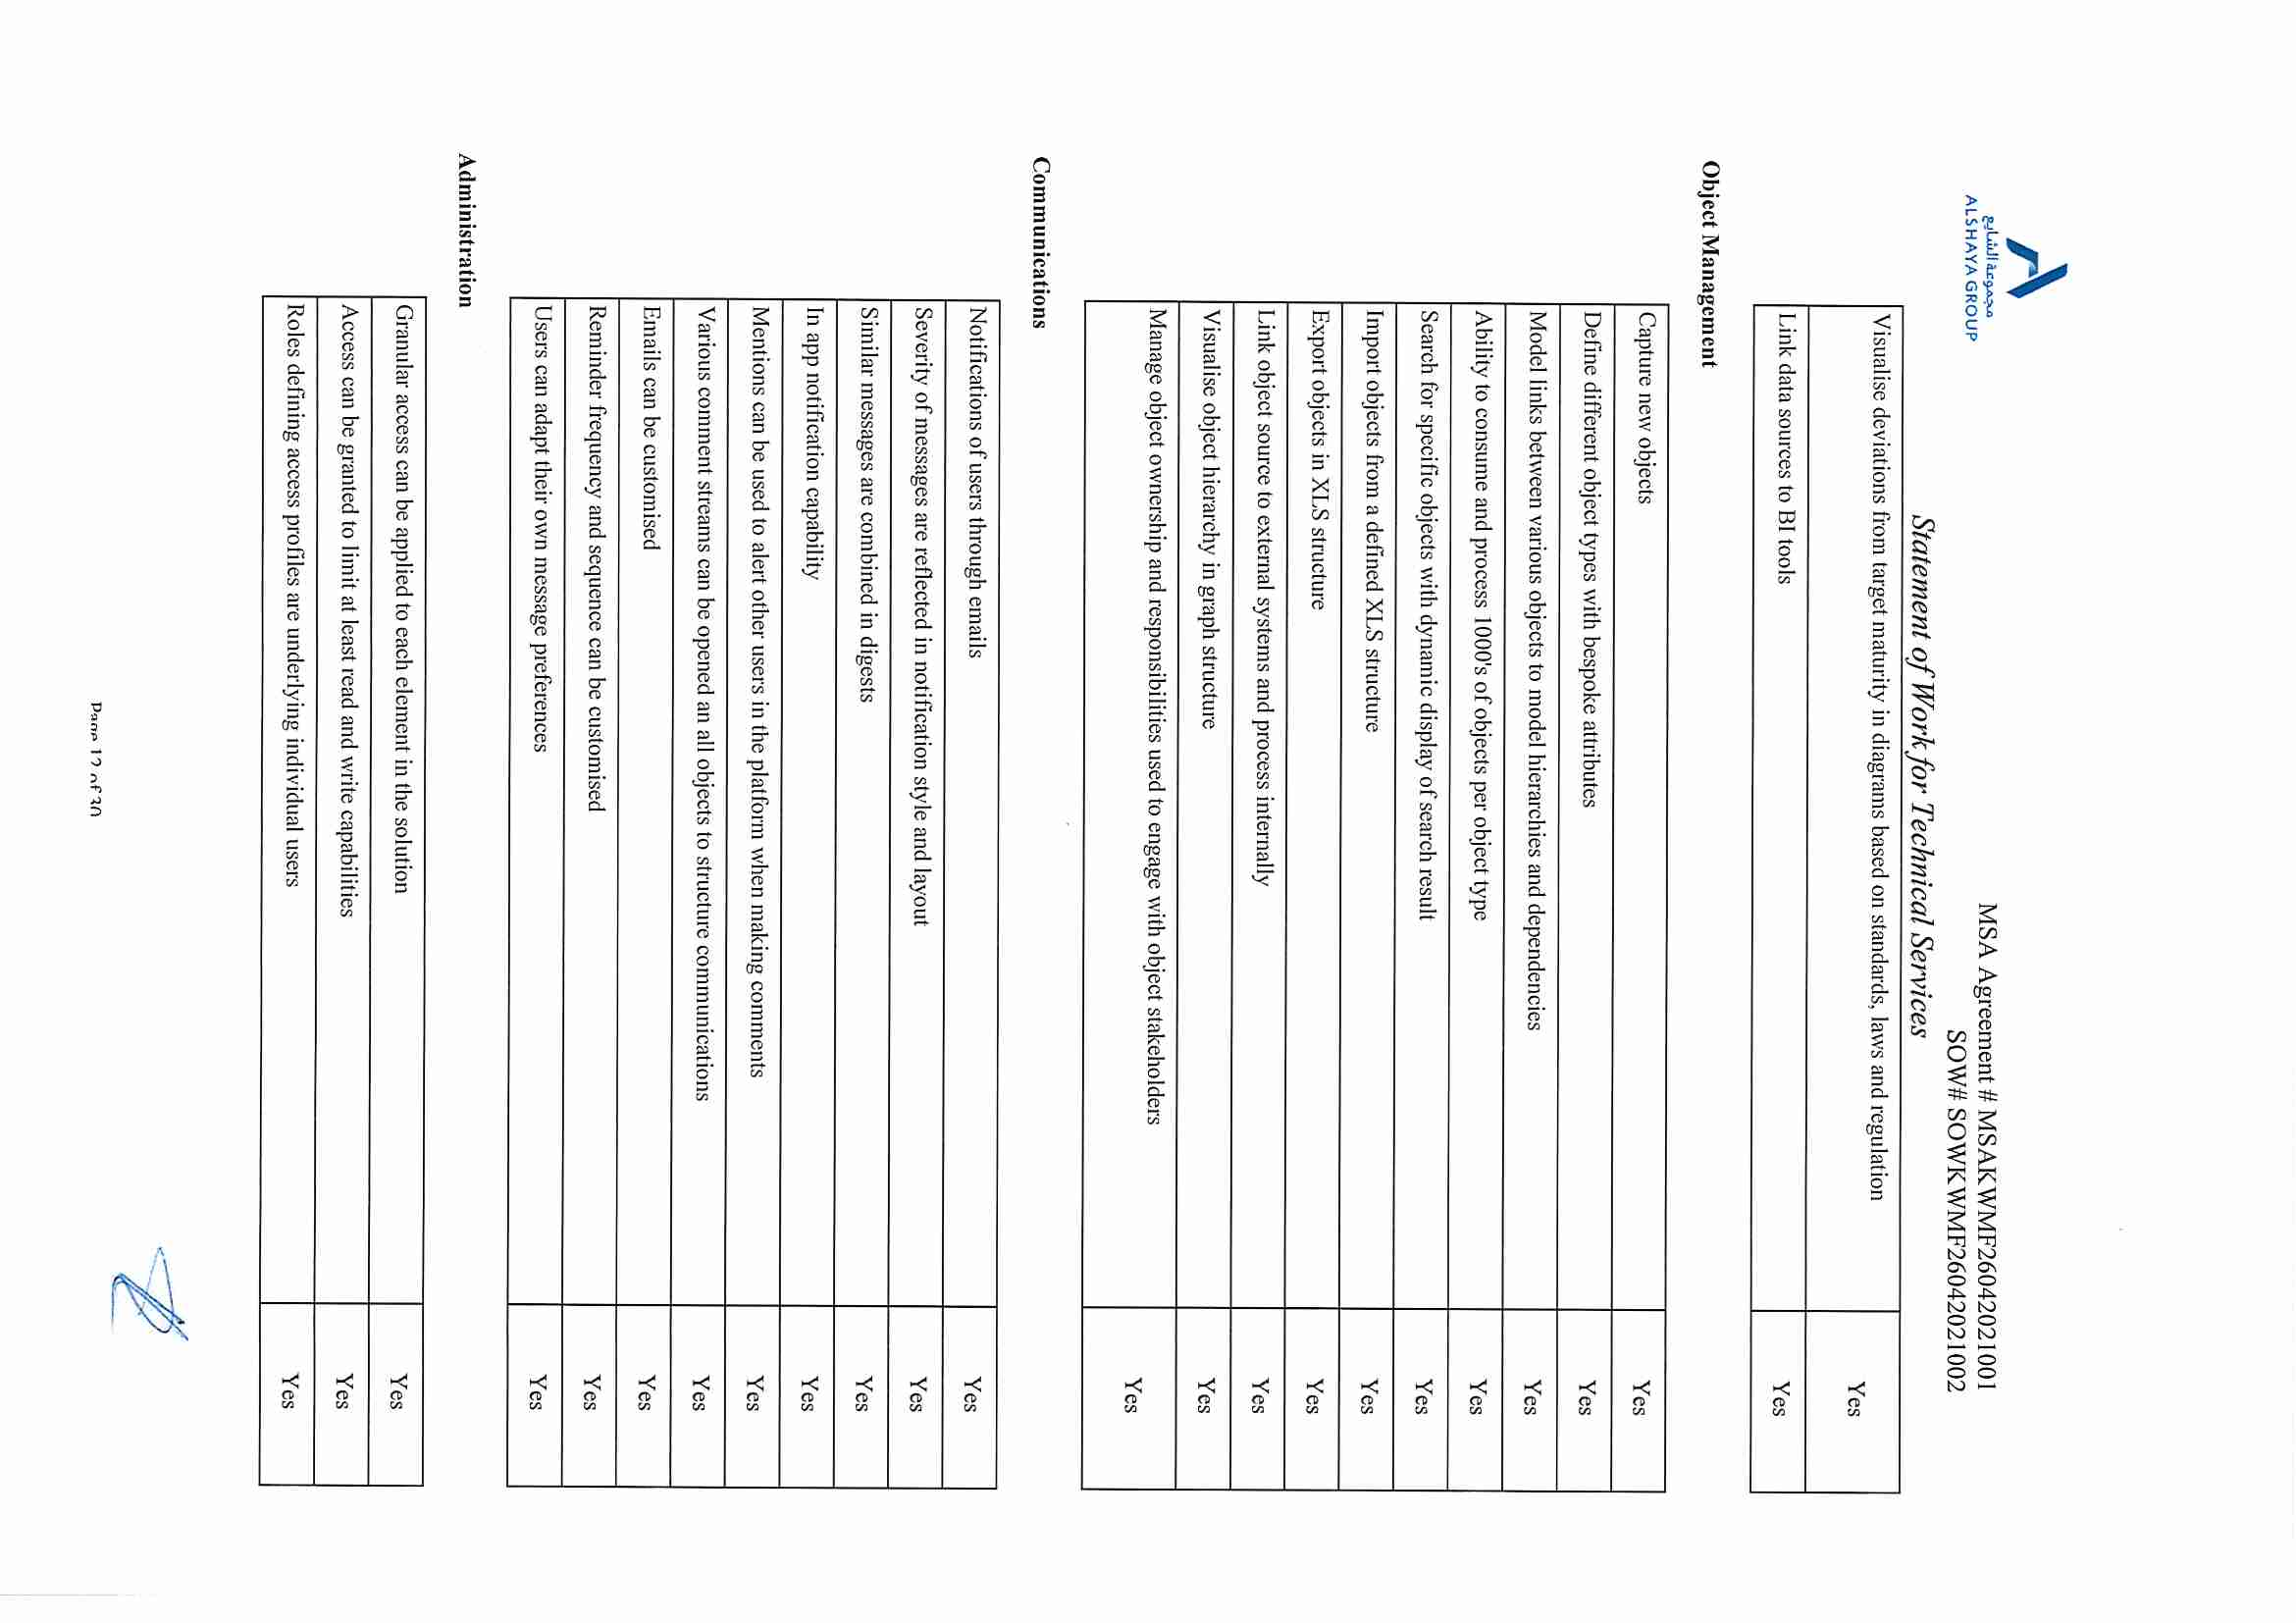 مجموعة الشايع
ALSHAYA GROUP
MSA Agreement # MSAKWMF26042021001
SOW# SOWKWMF26042021002
Statement of Work for Technical Services
Visualise deviations from target maturity in diagrams based on standards, laws and regulation Yes
Link data sources to BI tools Yes
Object Management
Capture new objects Yes
Define different object types with bespoke attributes Yes
Model links between various objects to model hierarchies and dependencies Yes
Ability to consume and process 1000's of objects per object type Yes
Search for specific objects with dynamic display of search result Yes
Import objects from a defined XLS structure Yes
Export objects in XLS structure Yes
Link object source to external systems and process internally Yes
Visualise object hierarchy in graph structure Yes
Manage object ownership and responsibilities used to engage with object stakeholders Yes
Communications
Notifications of users through emails Yes
Severity of messages are reflected in notification style and layout Yes
Similar messages are combined in digests Yes
In app notification capability Yes
Mentions can be used to alert other users in the platform when making comments Yes
Various comment streams can be opened an all objects to structure communications Yes
Emails can be customised Yes
Reminder frequency and sequence can be customised Yes
Users can adapt their own message preferences Yes
Administration
Granular access can be applied to each element in the solution Yes
Access can be granted to limit at least read and write capabilities Yes
Roles defining access profiles are underlying individual users Yes
Page 12 of 30